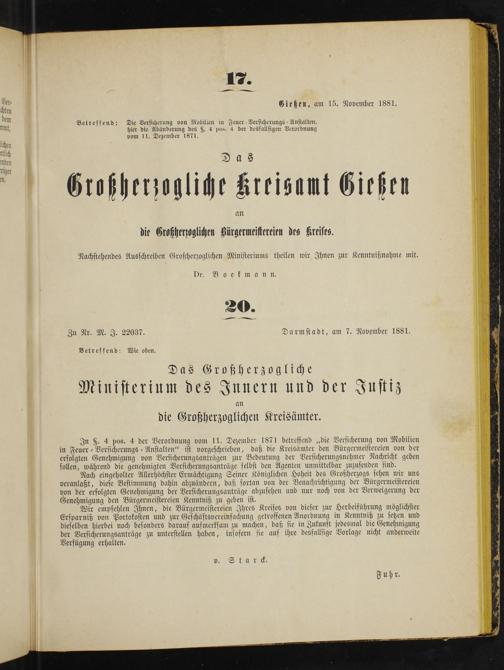 17.
Gießen, am 15. November 1881.
Betreffend: Die Versicherung von Mobilien in Feuer-Versicherungs-Anstalten,
hier die Abänderung des §. 4 pos. 4 der desfallsigen Verordnung
vom 11. Dezember 1871.
Das
Großherzogliche Kreisamt Gießen
an
die Großherzoglichen Bürgermeistereien des Kreises.
Nachstehendes Ausschreiben Großherzoglichen Ministeriums theilen wir Ihnen zur Kenntnißnahme mit.
Dr. Boekmann.
20.
Zu Nr. M. J. 22037.
Darmstadt, am 7. November 1881.
Betreffend: Wie oben.
Das Großherzogliche
Ministerium des Innern und der Justiz
an
die Großherzoglichen Kreisämter.
In §. 4 pos. 4 der Verordnung vom 11. Dezember 1871 betreffend „die Versicherung von Mobilien
in Feuer-Versicherungs-Anstalten" ist vorgeschrieben, daß die Kreisämter den Bürgermeistereien von der
erfolgten Genehmigung von Versicherungsanträgen zur Bedeutung der Versicherungsnehmer Nachricht geben
sollen, während die genehmigten Versicherungsanträge selbst den Agenten unmittelbar zuzusenden sind.
Nach eingeholter Allerhöchster Ermächtigung Seiner Königlichen Hoheit des Großherzogs sehen wir uns
veranlaßt, diese Bestimmung dahin abzuändern, daß fortan von der Benachrichtigung der Bürgermeistereien
von der erfolgten Genehmigung der Versicherungsanträge abzusehen und nur noch von der Verweigerung der
Genehmigung den Bürgermeistereien Kenntniß zu geben ist.
Wir empfehlen Ihnen, die Bürgermeistereien Ihres Kreises von dieser zur Herbeiführung möglichster
Ersparniß von Portokosten und zur Geschäftsvereinfachung getroffenen Anordnung in Kenntniß zu setzen und
dieselben hierbei noch besonders darauf aufmerksam zu machen, daß sie in Zukunft jedesmal die Genehmigung
der Versicherungsanträge zu unterstellen haben, insofern sie auf ihre desfallsige Vorlage nicht anderweite
Verfügung erhalten.
v. Starck.
Fuhr.